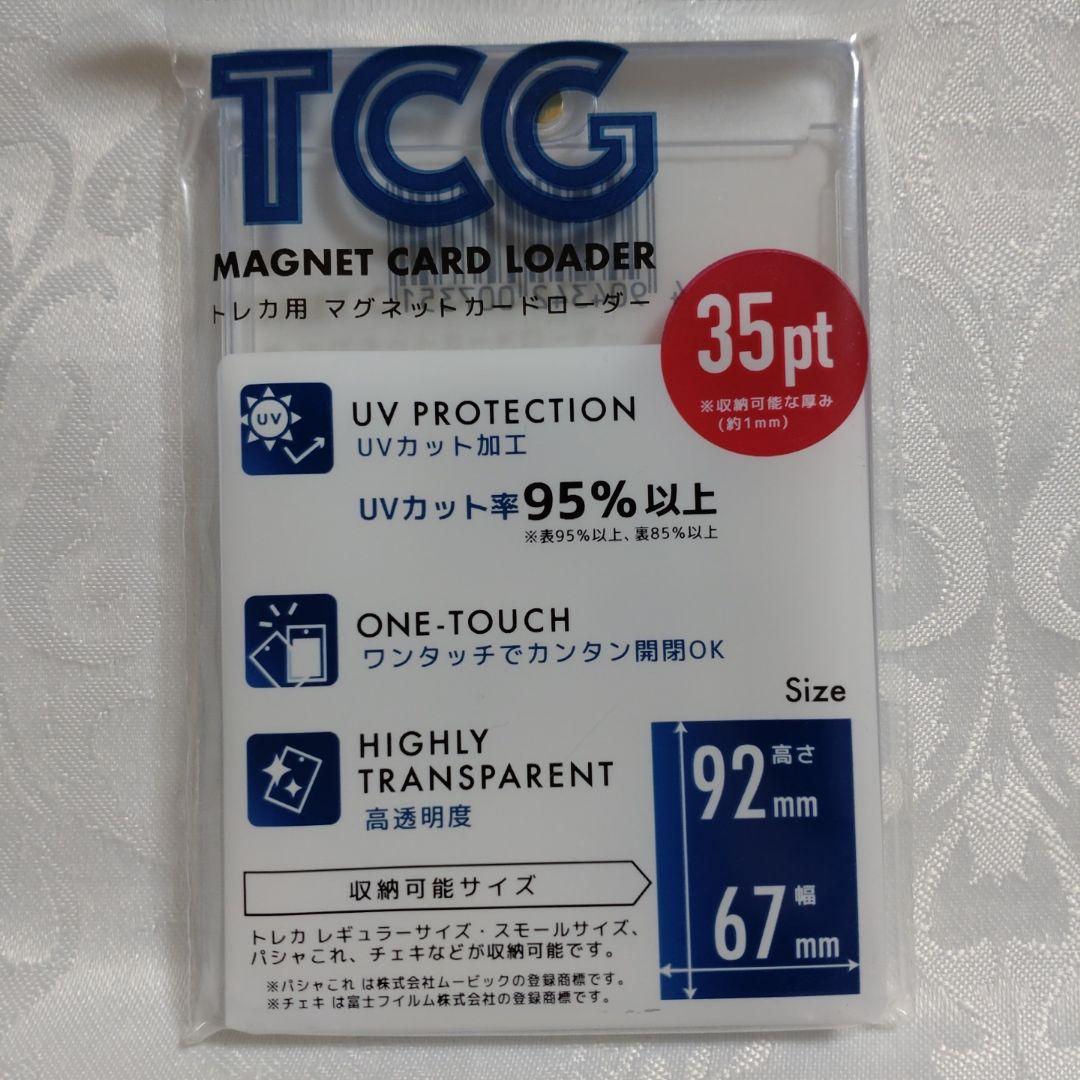 TCG
MAGNET CARD LOADER
トレカ用 マグネットカードローダー
35pt
※収納可能な厚み
(約1mm)
UV
UV PROTECTION
UVカット加工
UVカット率95%以上
※表95%以上、裏85%以上
ONE-TOUCH
ワンタッチでカンタン開閉OK
HIGHLY
TRANSPARENT
高透明度
Size
92高さmm
67幅mm
収納可能サイズ
トレカ レギュラーサイズ・スモールサイズ、
パシャこれ、チェキなどが収納可能です。
※パシャこれ は株式会社ムービックの登録商標です。
※チェキ は富士フイルム株式会社の登録商標です。